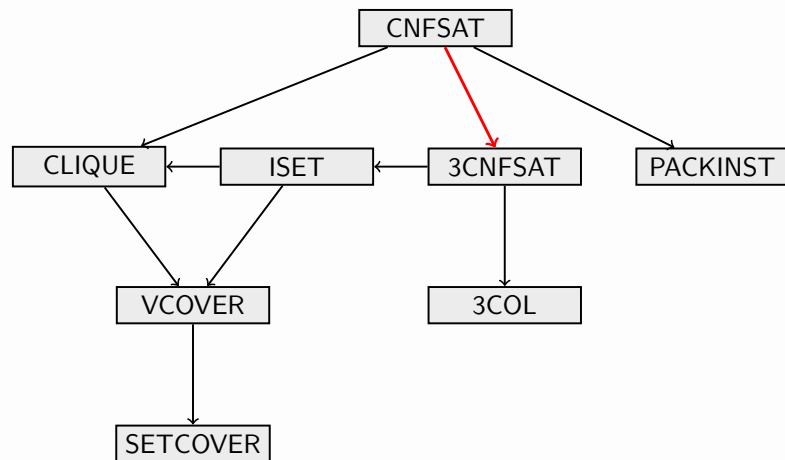 CNFSAT
CLIQUE
ISET
3CNFSAT
PACKINST
VCOVER
3COL
SETCOVER